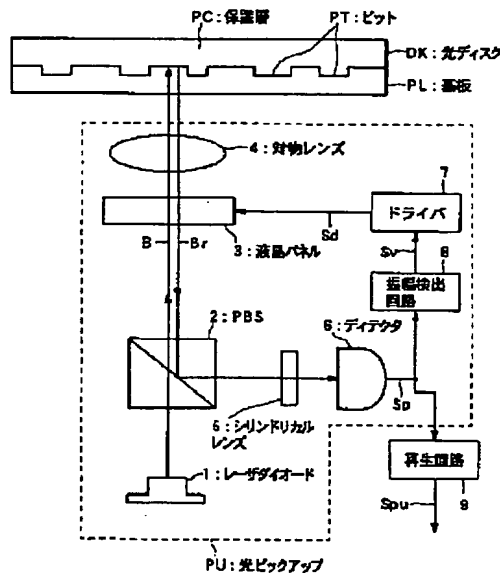 PC:保護層
PT:ピット
DK:光ディスク
PL:基板
4:対物レンズ
7
ドライバ
Sd
B
Br
3:液晶パネル
Sv
8
振幅検出
回路
2:PBS
6:ディテクタ
Sp
5:シリンドリカル
レンズ
1:レーザダイオード
再生回路
Spu
9
PU:光ピックアップ